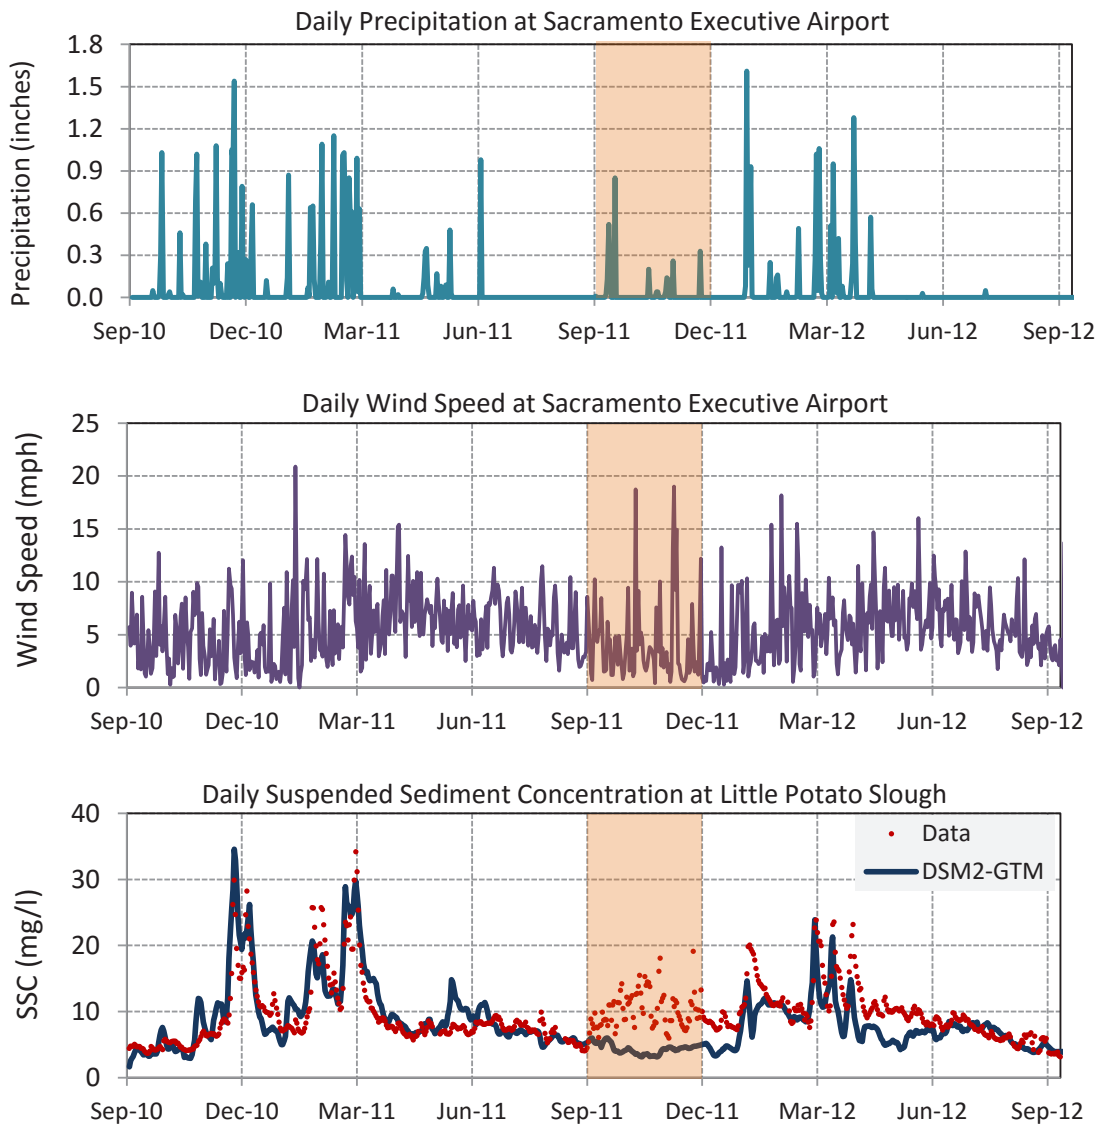 Daily Precipitation at Sacramento Executive Airport
Precipitation (inches)
1.8
1.5
1.2
0.9
0.6
0.3
0.0
Sep-10 Dec-10 Mar-11 Jun-11 Sep-11 Dec-11 Mar-12 Jun-12 Sep-12
Daily Wind Speed at Sacramento Executive Airport
Wind Speed (mph)
25
20
15
10
5
0
Sep-10 Dec-10 Mar-11 Jun-11 Sep-11 Dec-11 Mar-12 Jun-12 Sep-12
Daily Suspended Sediment Concentration at Little Potato Slough
SSC (mg/l)
40
30
20
10
0
Data
DSM2-GTM
Sep-10 Dec-10 Mar-11 Jun-11 Sep-11 Dec-11 Mar-12 Jun-12 Sep-12